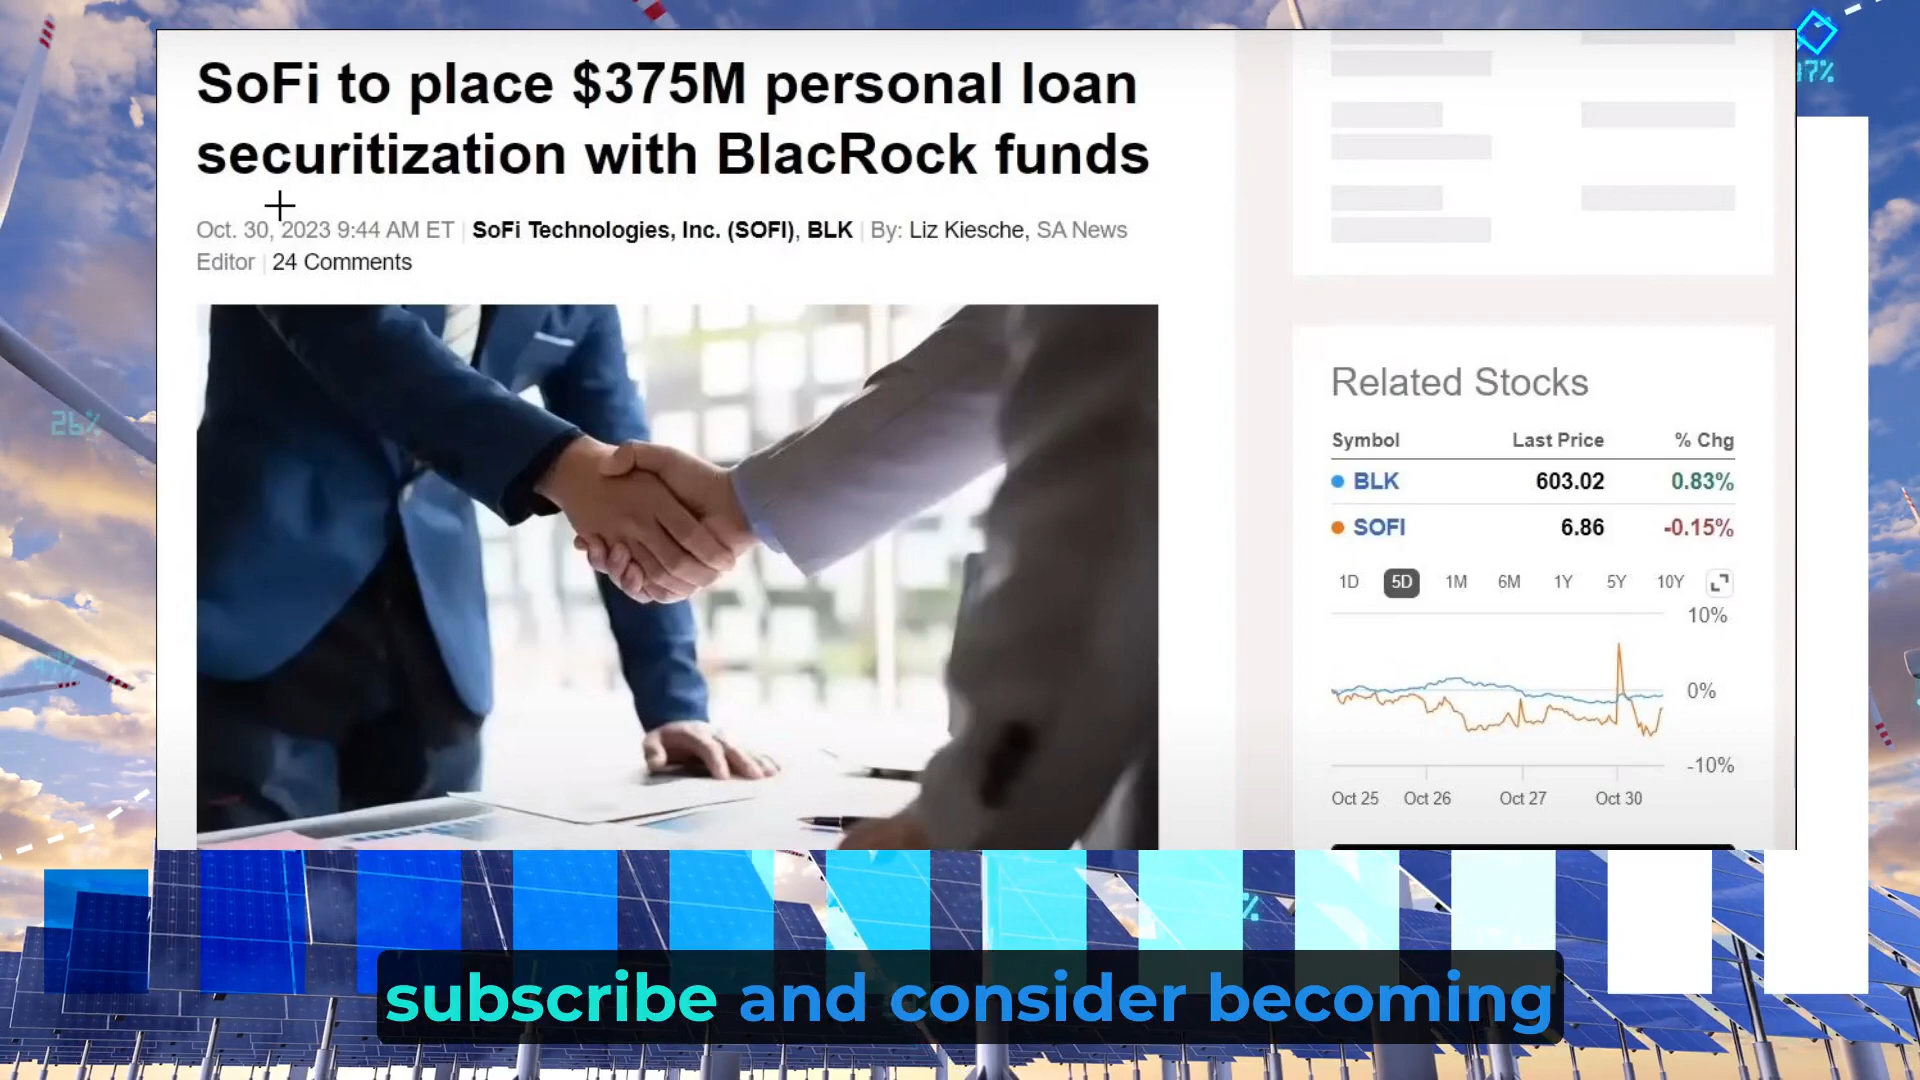 SoFi to place $375M personal loan
securitization with BlacRock funds
Oct. 30, 2023 9:44 AM ET | SoFi Technologies, Inc. (SOFI), BLK | By: Liz Kiesche, SA News
Editor | 24 Comments
Related Stocks
Symbol Last Price % Chg
BLK 603.02 0.83%
SOFI 6.86 -0.15%
1D 5D 1M 6M 1Y 5Y 10Y
10%
0%
-10%
Oct 25 Oct 26 Oct 27 Oct 30
26%
subscribe and consider becoming